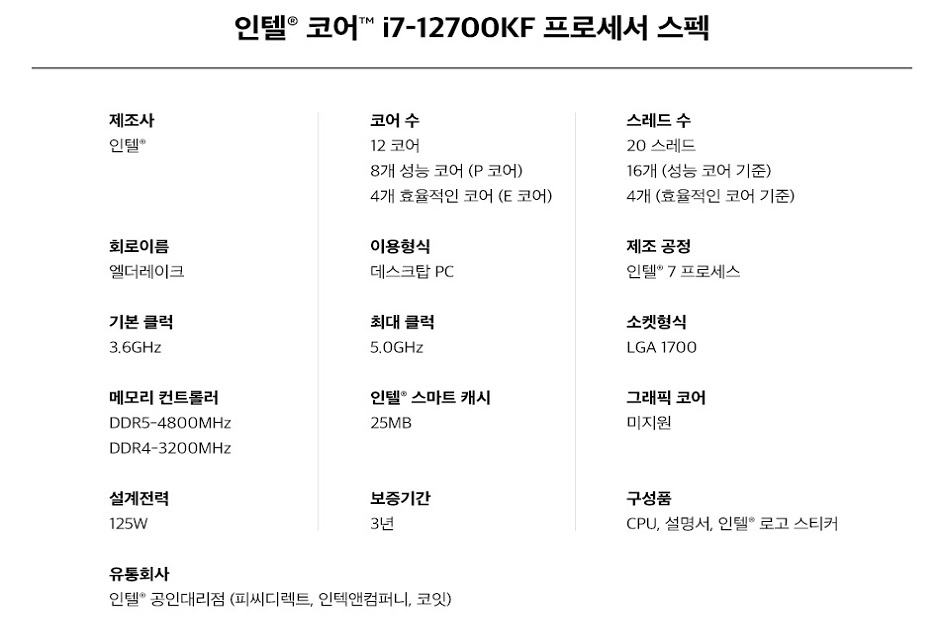 인텔® 코어™ i7-12700KF 프로세서 스펙
제조사
인텔®
코어 수
12 코어
8개 성능 코어 (P 코어)
4개 효율적인 코어 (E 코어)
스레드 수
20 스레드
16개 (성능 코어 기준)
4개 (효율적인 코어 기준)
회로이름
엘더레이크
이용형식
데스크탑 PC
제조 공정
인텔® 7 프로세스
기본 클럭
3.6GHz
최대 클럭
5.0GHz
소켓형식
LGA 1700
메모리 컨트롤러
DDR5-4800MHz
DDR4-3200MHz
인텔® 스마트 캐시
25MB
그래픽 코어
미지원
설계전력
125W
보증기간
3년
구성품
CPU, 설명서, 인텔® 로고 스티커
유통회사
인텔® 공인대리점 (피씨디렉트, 인텍앤컴퍼니, 코잇)